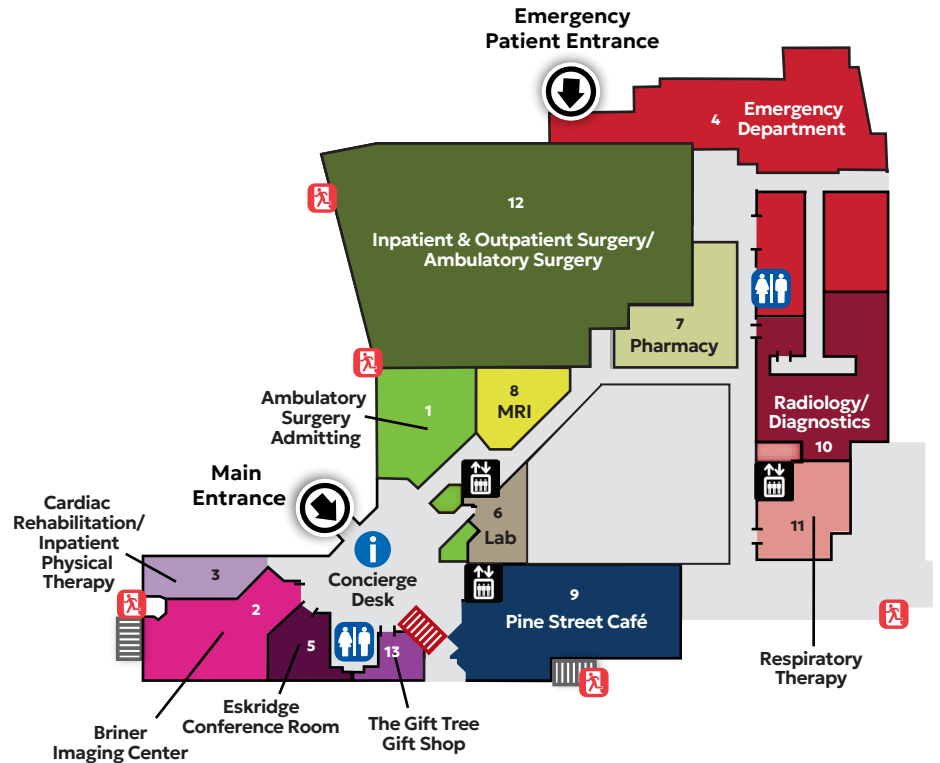 Emergency
Patient Entrance
4
Emergency
Department
12
Inpatient & Outpatient Surgery/
Ambulatory Surgery
7
Pharmacy
Ambulatory
Surgery
Admitting
1
8
MRI
Radiology/
Diagnostics
10
Main
Entrance
Cardiac
Rehabilitation/
Inpatient
Physical
Therapy
6
Lab
11
i
Concierge
Desk
3
2
9
Pine Street Café
5
13
Respiratory
Therapy
Eskridge
Conference Room
The Gift Tree
Gift Shop
Briner
Imaging Center